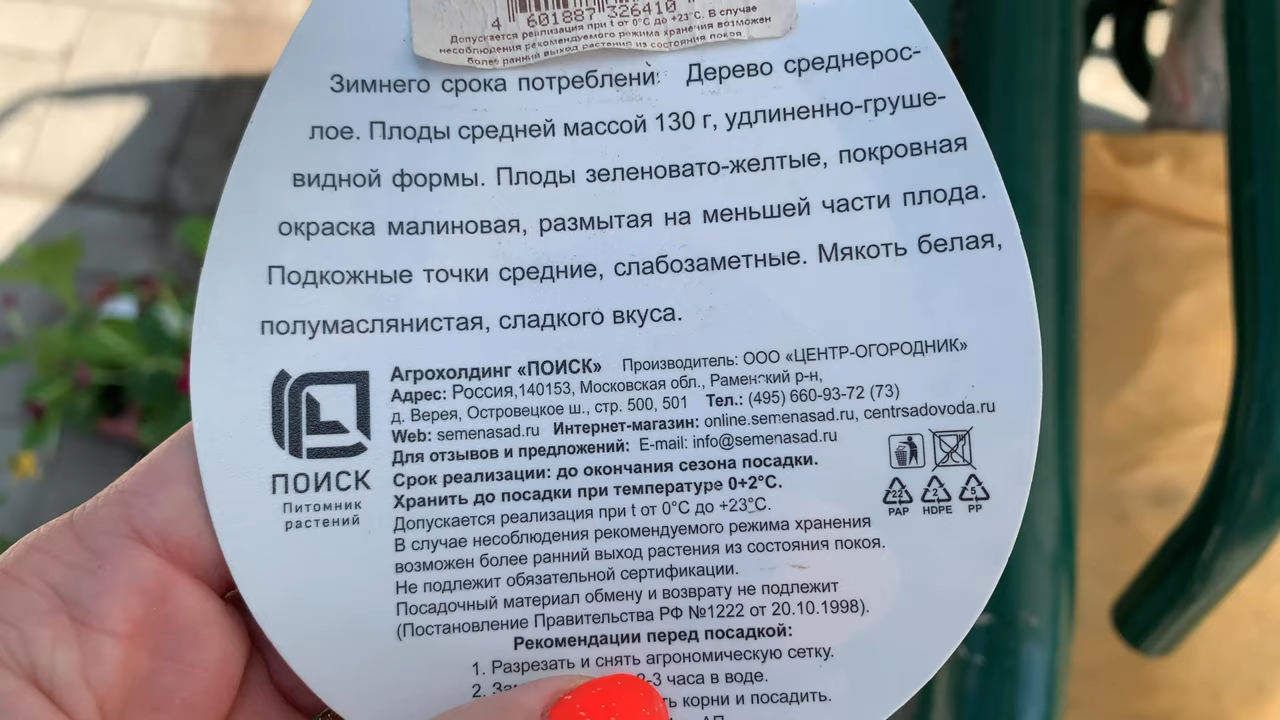 4 601887 326410
Допускается реализация при t от 0°С до +23°С. В случае
несоблюдения рекомендуемого режима хранения возможен
более ранний выход растения из состояния покоя
Зимнего срока потреблени Дерево среднерос-
лое. Плоды средней массой 130 г, удлиненно-груше-
видной формы. Плоды зеленовато-желтые, покровная
окраска малиновая, размытая на меньшей части плода.
Подкожные точки средние, слабозаметные. Мякоть белая,
полумаслянистая, сладкого вкуса.
Агрохолдинг «ПОИСК» Производитель: ООО «ЦЕНТР-ОГОРОДНИК»
Адрес: Россия,140153, Московская обл., Раменский р-н,
д. Верея, Островецкое ш., стр. 500, 501 Тел.: (495) 660-93-72 (73)
Web: semenasad.ru Интернет-магазин: online.semenasad.ru, centrsadovoda.ru
Для отзывов и предложений: E-mail: info@semenasad.ru
Срок реализации: до окончания сезона посадки.
Хранить до посадки при температуре 0+2°С.
Допускается реализация при t от 0°С до +23°С.
В случае несоблюдения рекомендуемого режима хранения
возможен более ранний выход растения из состояния покоя.
Не подлежит обязательной сертификации.
Посадочный материал обмену и возврату не подлежит
(Постановление Правительства РФ №1222 от 20.10.1998).
ПОИСК
Питомник
растений
22 2 5
PAP HDPE PP
Рекомендации перед посадкой:
1. Разрезать и снять агрономическую сетку.
2. 2-3 часа в воде.
корни и посадить.